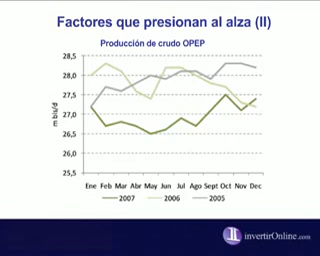 Factores que presionan al alza (II)
Producción de crudo OPEP
m bls/d
28,5
28,0
27,5
27,0
26,5
26,0
25,5
Ene Feb Mar Abr May Jun Jul Ago Sept Oct Nov Dec
2007 2006 2005
invertirOnline.com